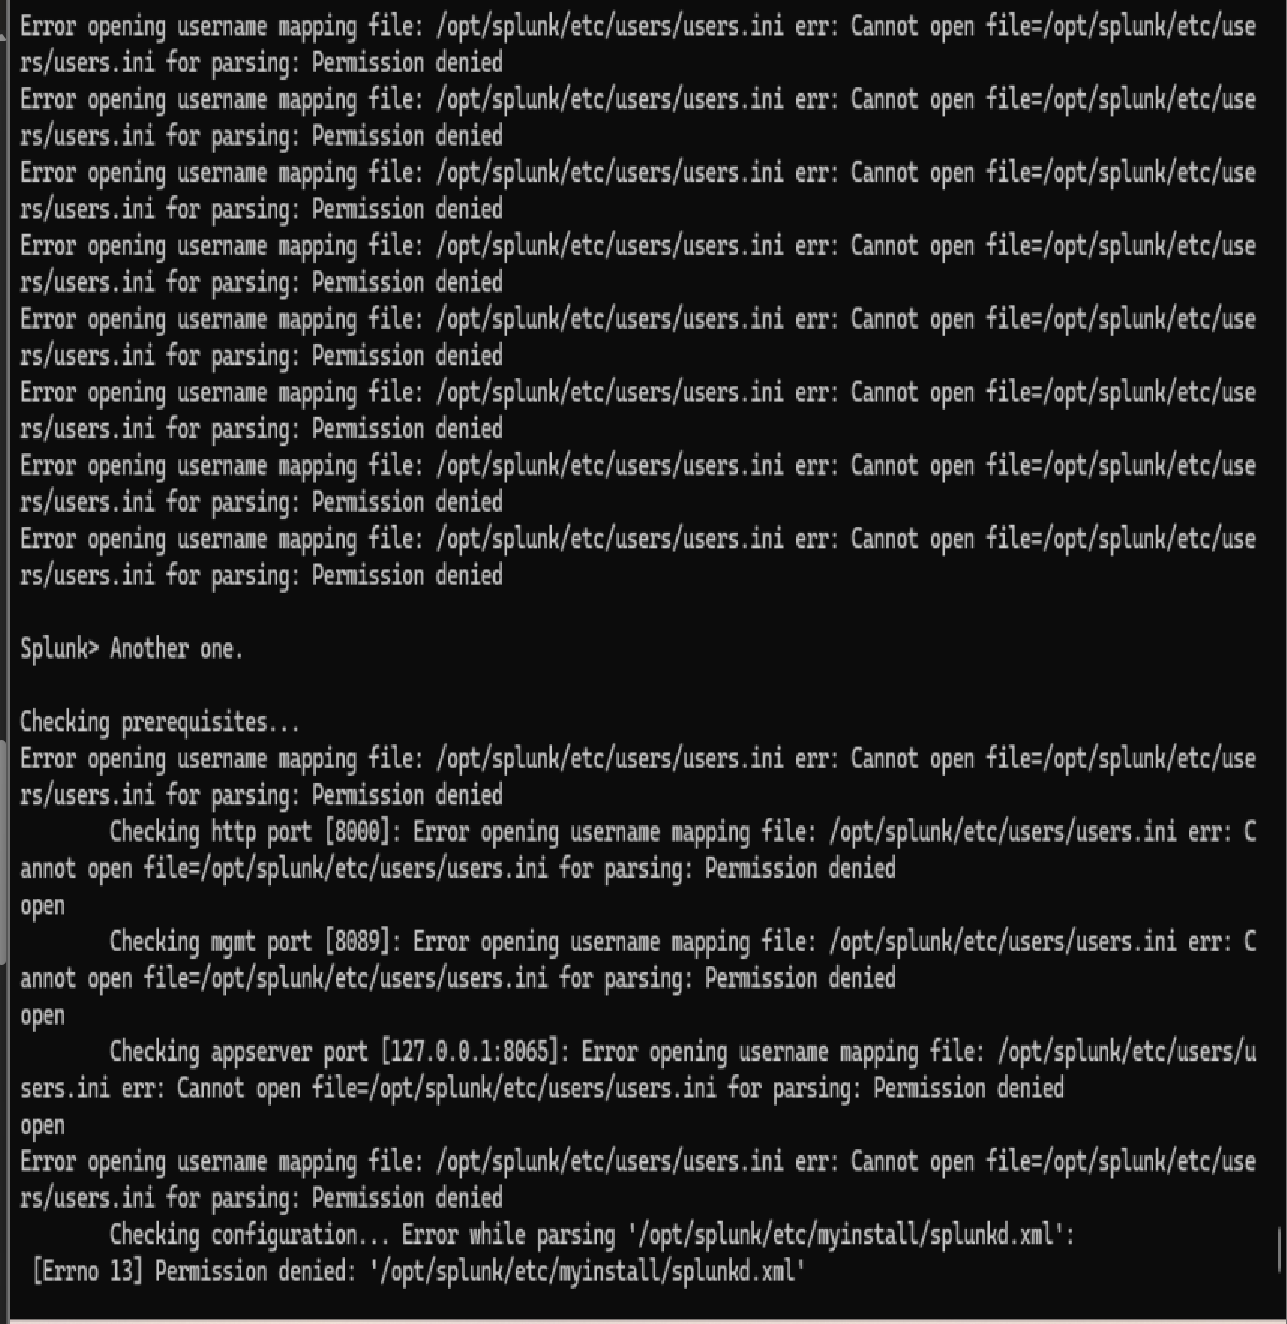 Error opening username mapping file: /opt/splunk/etc/users/users.ini err: Cannot open file=/opt/splunk/etc/use
rs/users.ini for parsing: Permission denied
Error opening username mapping file: /opt/splunk/etc/users/users.ini err: Cannot open file=/opt/splunk/etc/use
rs/users.ini for parsing: Permission denied
Error opening username mapping file: /opt/splunk/etc/users/users.ini err: Cannot open file=/opt/splunk/etc/use
rs/users.ini for parsing: Permission denied
Error opening username mapping file: /opt/splunk/etc/users/users.ini err: Cannot open file=/opt/splunk/etc/use
rs/users.ini for parsing: Permission denied
Error opening username mapping file: /opt/splunk/etc/users/users.ini err: Cannot open file=/opt/splunk/etc/use
rs/users.ini for parsing: Permission denied
Error opening username mapping file: /opt/splunk/etc/users/users.ini err: Cannot open file=/opt/splunk/etc/use
rs/users.ini for parsing: Permission denied
Error opening username mapping file: /opt/splunk/etc/users/users.ini err: Cannot open file=/opt/splunk/etc/use
rs/users.ini for parsing: Permission denied
Error opening username mapping file: /opt/splunk/etc/users/users.ini err: Cannot open file=/opt/splunk/etc/use
rs/users.ini for parsing: Permission denied
Splunk> Another one.
Checking prerequisites...
Error opening username mapping file: /opt/splunk/etc/users/users.ini err: Cannot open file=/opt/splunk/etc/use
rs/users.ini for parsing: Permission denied
Checking http port [8000]: Error opening username mapping file: /opt/splunk/etc/users/users.ini err: C
annot open file=/opt/splunk/etc/users/users.ini for parsing: Permission denied
open
Checking mgmt port [8089]: Error opening username mapping file: /opt/splunk/etc/users/users.ini err: C
annot open file=/opt/splunk/etc/users/users.ini for parsing: Permission denied
open
Checking appserver port [127.0.0.1:8065]: Error opening username mapping file: /opt/splunk/etc/users/u
sers.ini err: Cannot open file=/opt/splunk/etc/users/users.ini for parsing: Permission denied
open
Error opening username mapping file: /opt/splunk/etc/users/users.ini err: Cannot open file=/opt/splunk/etc/use
rs/users.ini for parsing: Permission denied
Checking configuration... Error while parsing '/opt/splunk/etc/myinstall/splunkd.xml':
[Errno 13] Permission denied: '/opt/splunk/etc/myinstall/splunkd.xml'